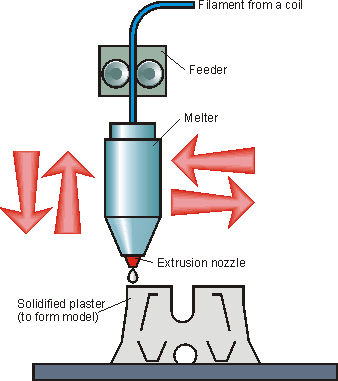 Filament from a coil
Feeder
Melter
Extrusion nozzle
Solidified plaster
(to form model)